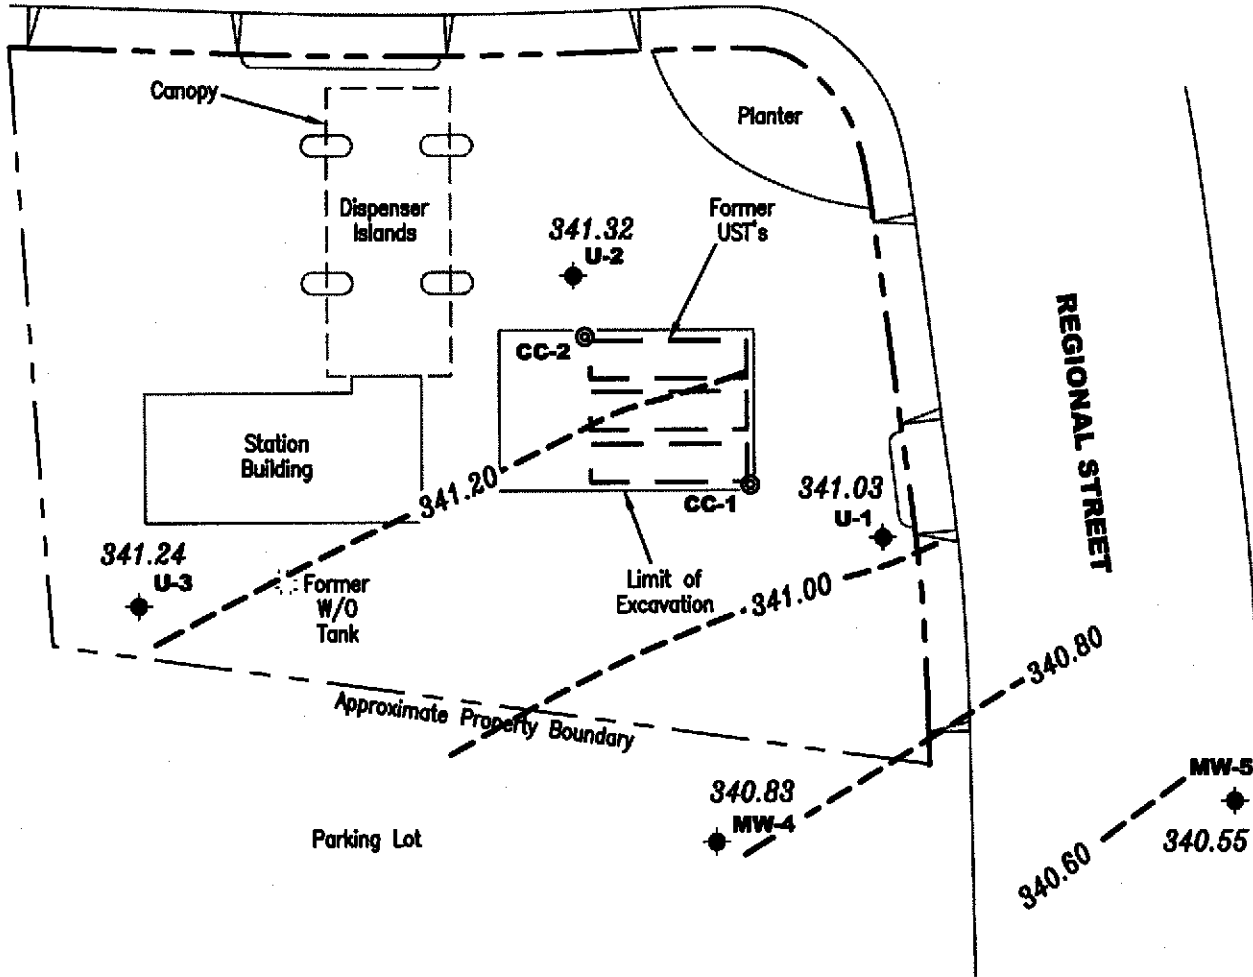 Canopy
Planter
Dispenser
Islands
Former
UST's
341.32
U-2
REGIONAL STREET
CC-2
Station
Building
341.20
CC-1
341.03
U-1
341.24
U-3
Former
W/O
Tank
Limit of
Excavation
341.00
340.80
Approximate Property Boundary
MW-5
340.83
MW-4
Parking Lot
340.55
340.60